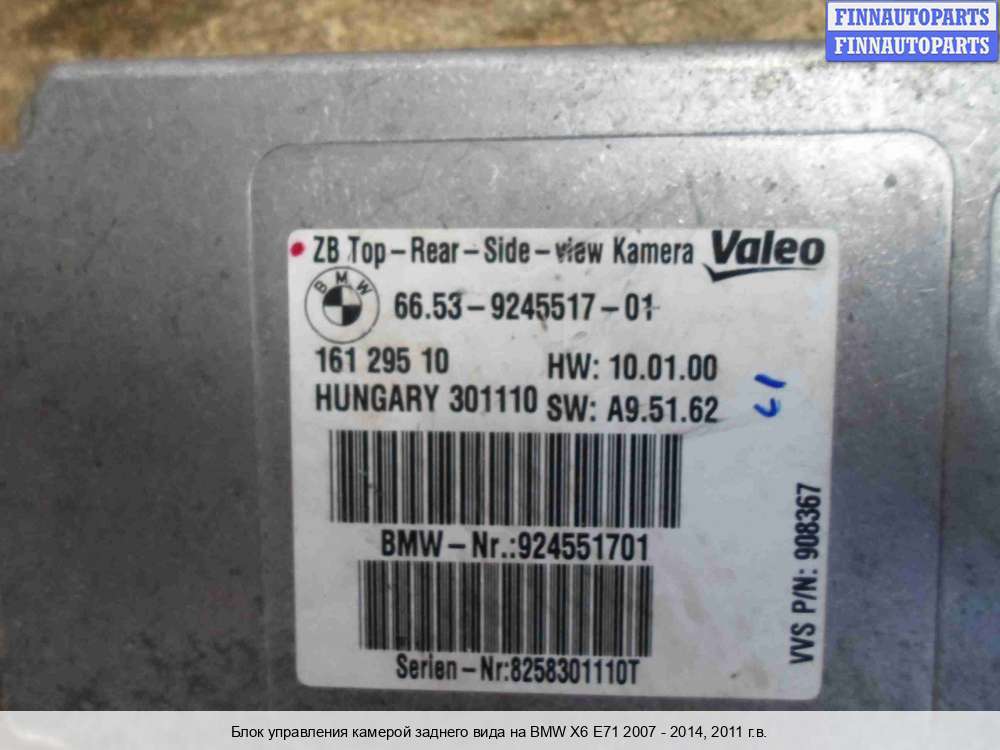 FINNAUTOPARTS
FINNAUTOPARTS
ZB Top-Rear-Side-view Kamera Valeo
BMW
66.53-9245517-01
161 295 10 HW: 10.01.00
HUNGARY 301110 SW: A9.51.62
BMW-Nr.:924551701
Serien-Nr:8258301110T
VVS P/N: 908367
Блок управления камерой заднего вида на BMW X6 E71 2007 - 2014, 2011 г.в.